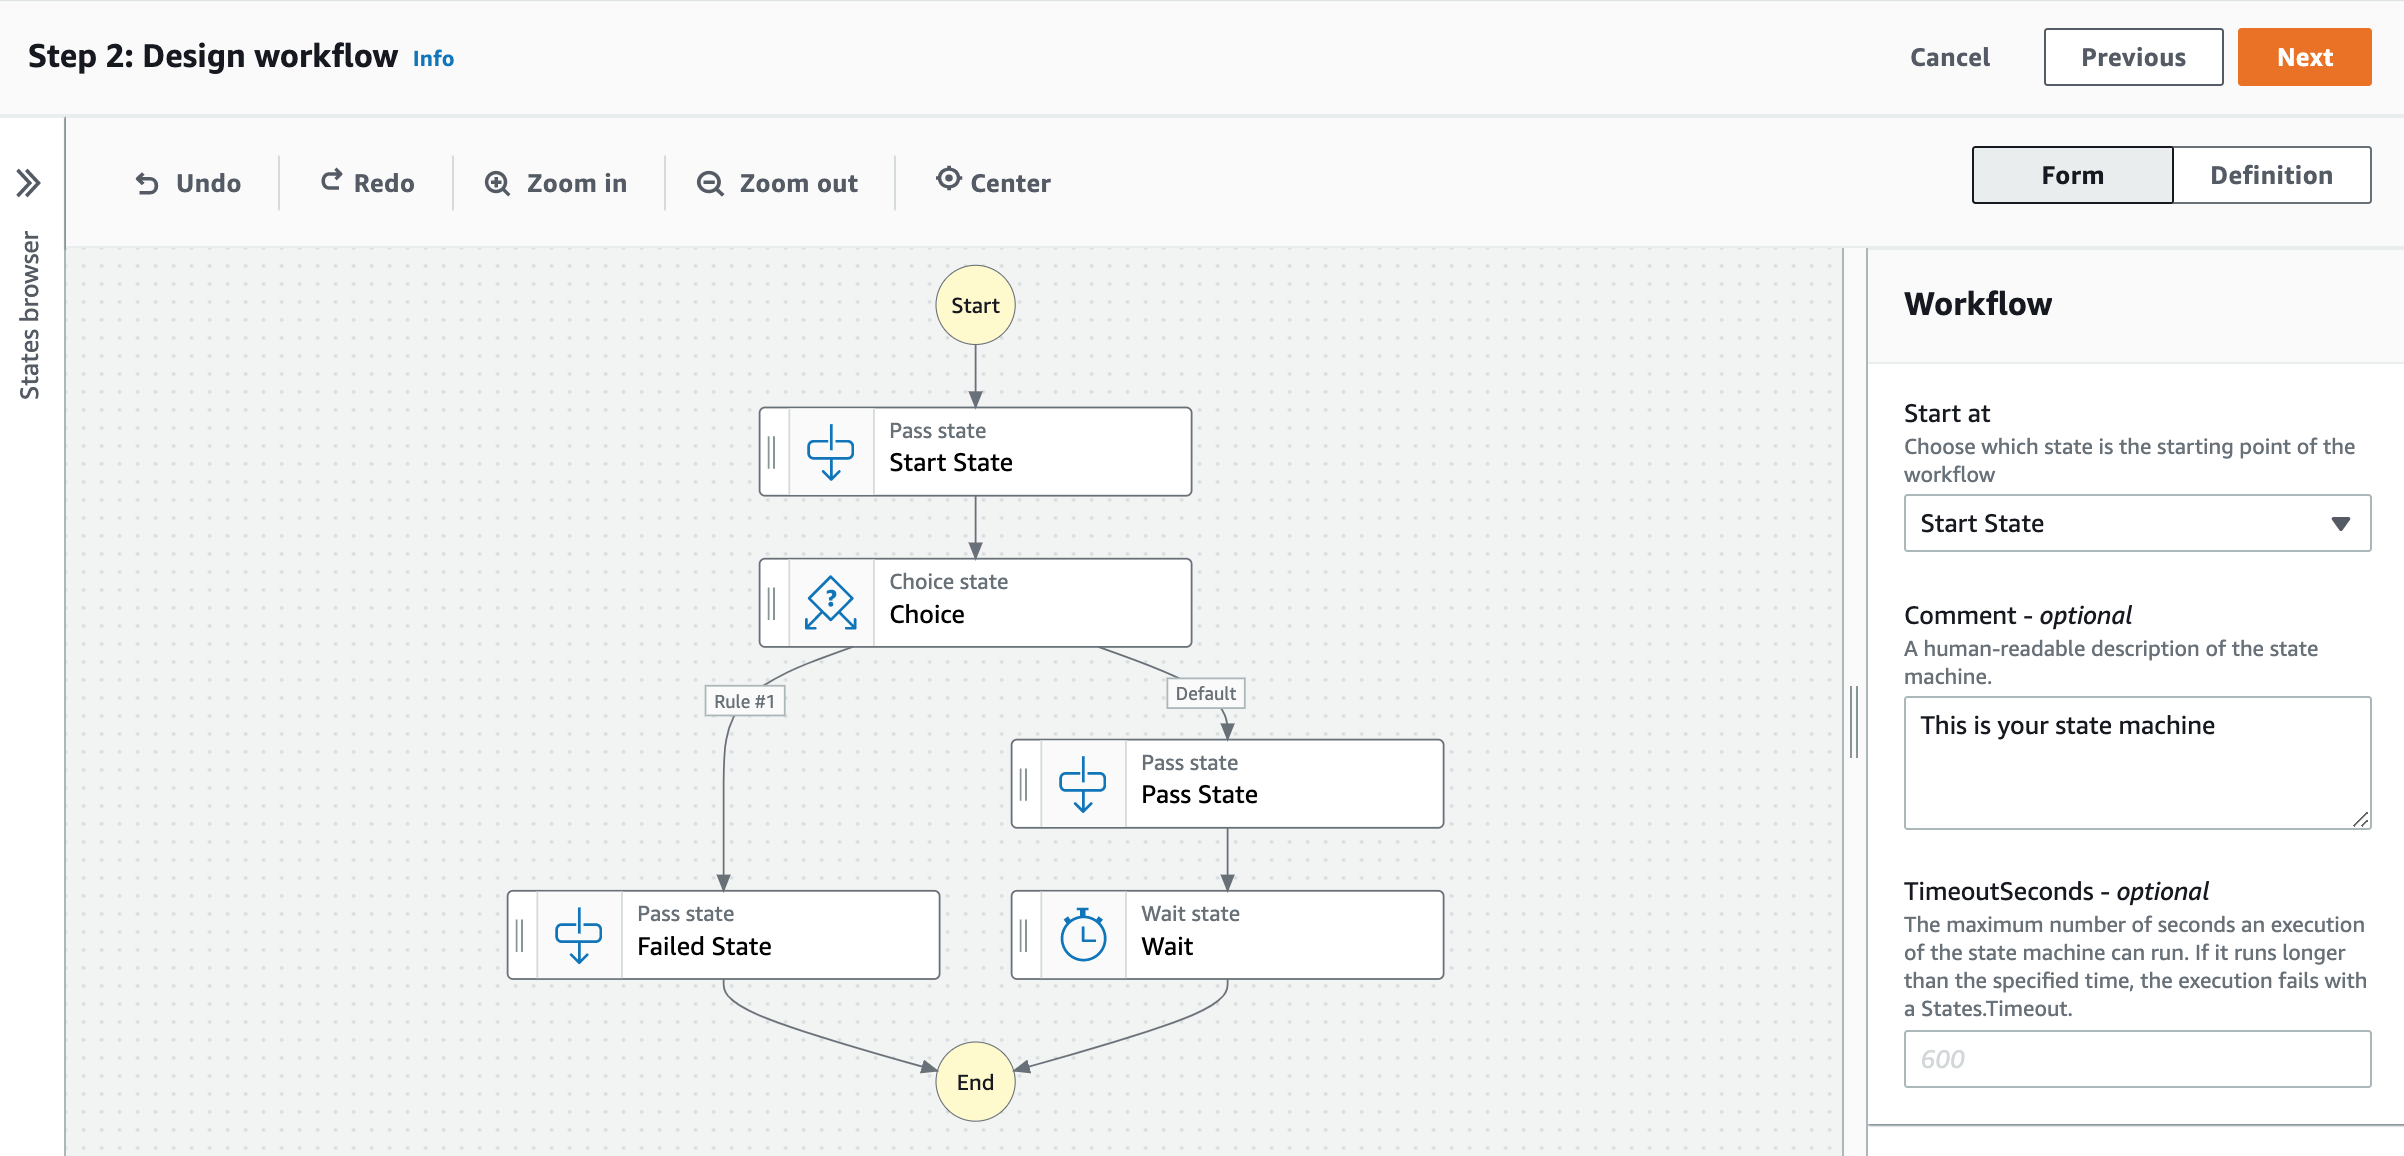 Step 2: Design workflow Info
Cancel
Previous
Next
Undo
Redo
Zoom in
Zoom out
Center
Form
Definition
States browser
Start
Pass state
Start State
Choice state
?
Choice
Rule #1
Default
Pass state
Pass State
Pass state
Failed State
Wait state
Wait
End
Workflow
Start at
Choose which state is the starting point of the
workflow
Start State
Comment - optional
A human-readable description of the state
machine.
This is your state machine
TimeoutSeconds - optional
The maximum number of seconds an execution
of the state machine can run. If it runs longer
than the specified time, the execution fails with
a States.Timeout.
600